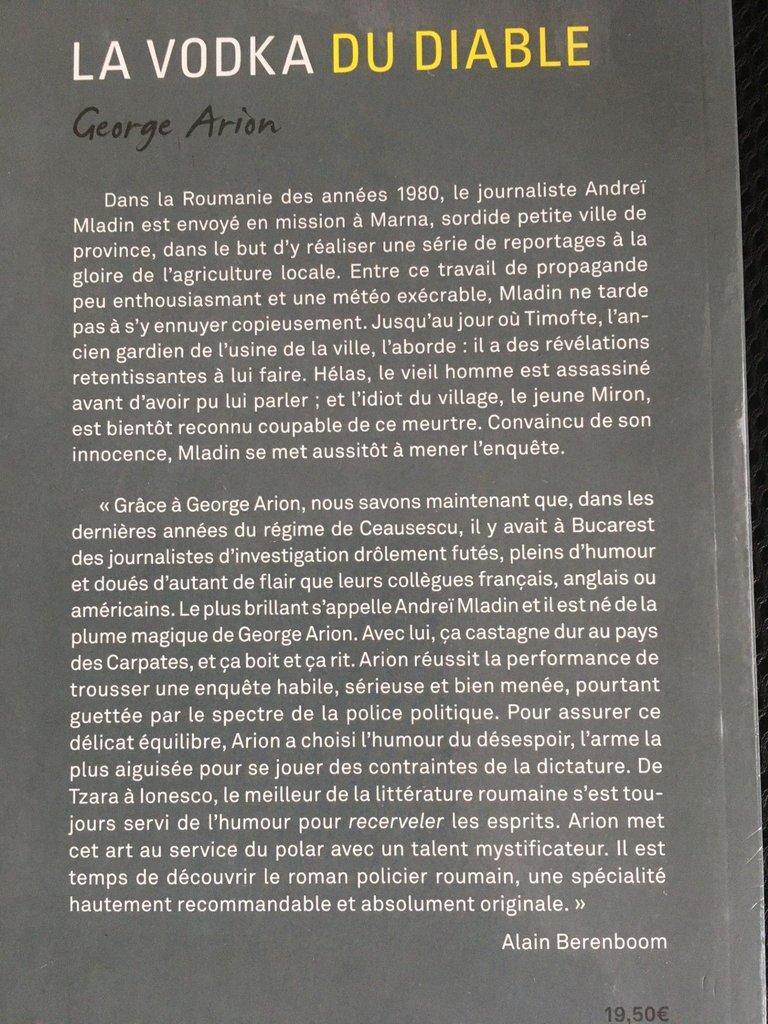 LA VODKA DU DIABLE
George Arion
Dans la Roumanie des années 1980, le journaliste Andreï
Mladin est envoyé en mission à Marna, sordide petite ville de
province, dans le but d'y réaliser une série de reportages à la
gloire de l'agriculture locale. Entre ce travail de propagande
peu enthousiasmant et une météo exécrable, Mladin ne tarde
pas à s'y ennuyer copieusement. Jusqu'au jour où Timofte, l'an-
cien gardien de l'usine de la ville, l'aborde : il a des révélations
retentissantes à lui faire. Hélas, le vieil homme est assassiné
avant d'avoir pu lui parler ; et l'idiot du village, le jeune Miron,
est bientôt reconnu coupable de ce meurtre. Convaincu de son
innocence, Mladin se met aussitôt à mener l'enquête.
« Grâce à George Arion, nous savons maintenant que, dans les
dernières années du régime de Ceausescu, il y avait à Bucarest
des journalistes d'investigation drôlement futés, pleins d'humour
et doués d'autant de flair que leurs collègues français, anglais ou
américains. Le plus brillant s'appelle Andreï Mladin et il est né de la
plume magique de George Arion. Avec lui, ça castagne dur au pays
des Carpates, et ça boit et ça rit. Arion réussit la performance de
trousser une enquête habile, sérieuse et bien menée, pourtant
guettée par le spectre de la police politique. Pour assurer ce
délicat équilibre, Arion a choisi l'humour du désespoir, l'arme la
plus aiguisée pour se jouer des contraintes de la dictature. De
Tzara à Ionesco, le meilleur de la littérature roumaine s'est tou-
jours servi de l'humour pour recerveler les esprits. Arion met
cet art au service du polar avec un talent mystificateur. Il est
temps de découvrir le roman policier roumain, une spécialité
hautement recommandable et absolument originale. »
Alain Berenboom
19,50€